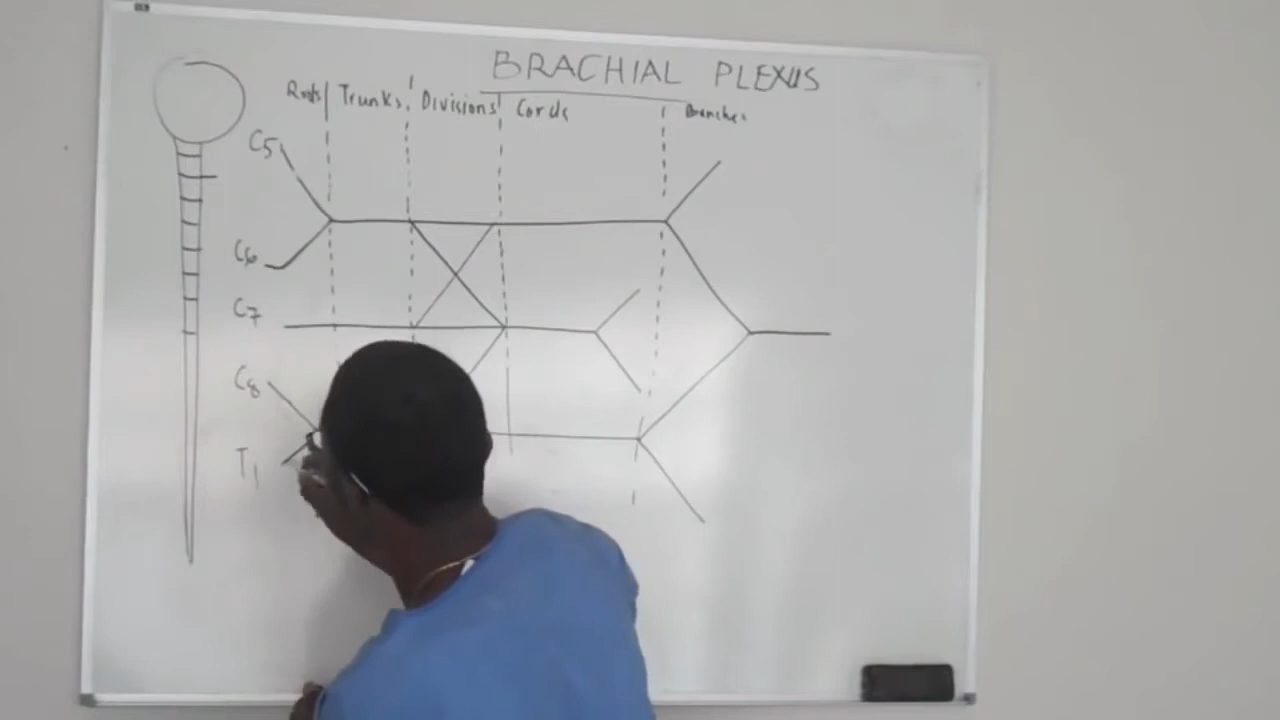 BRACHIAL PLEXUS
Roots Trunks Divisions Cords Branches
C5
C6
C7
C8
T1